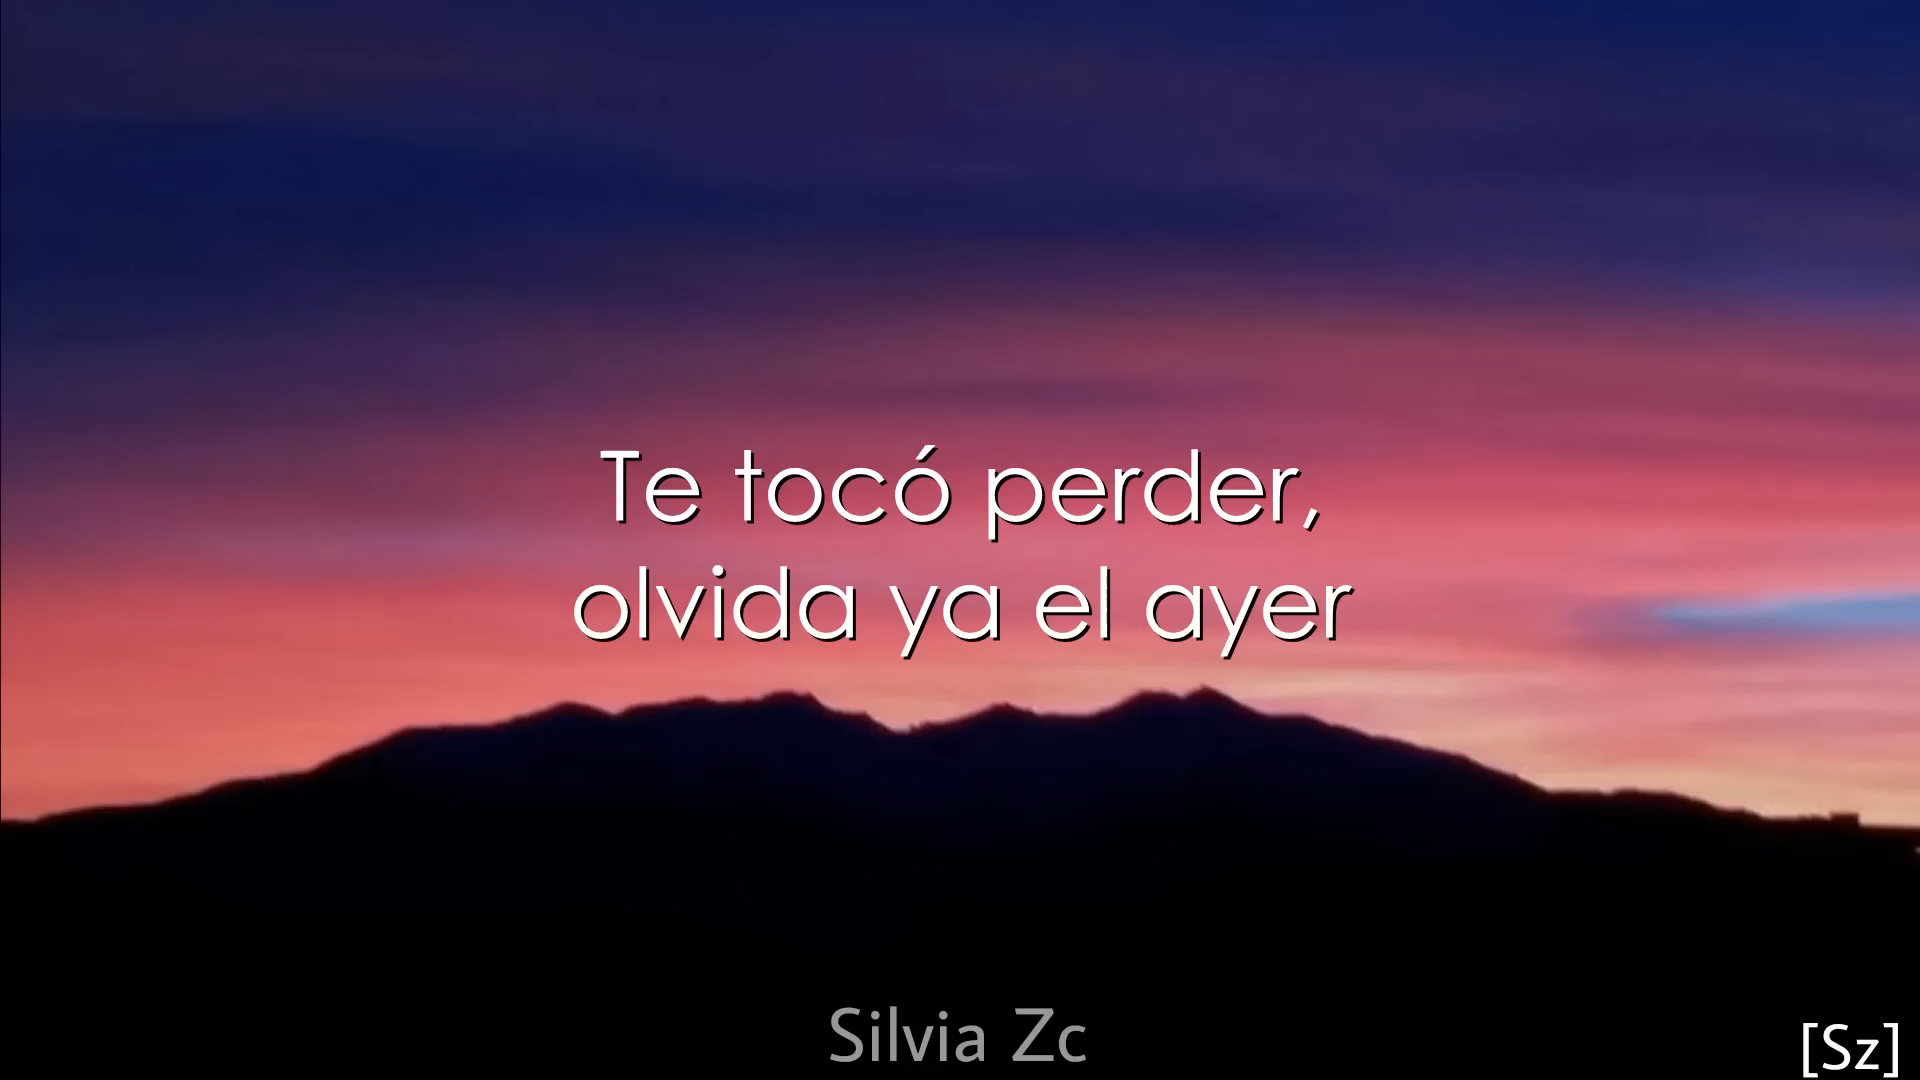 Te tocó perder,
olvida ya el ayer
Silvia Zc
[Sz]